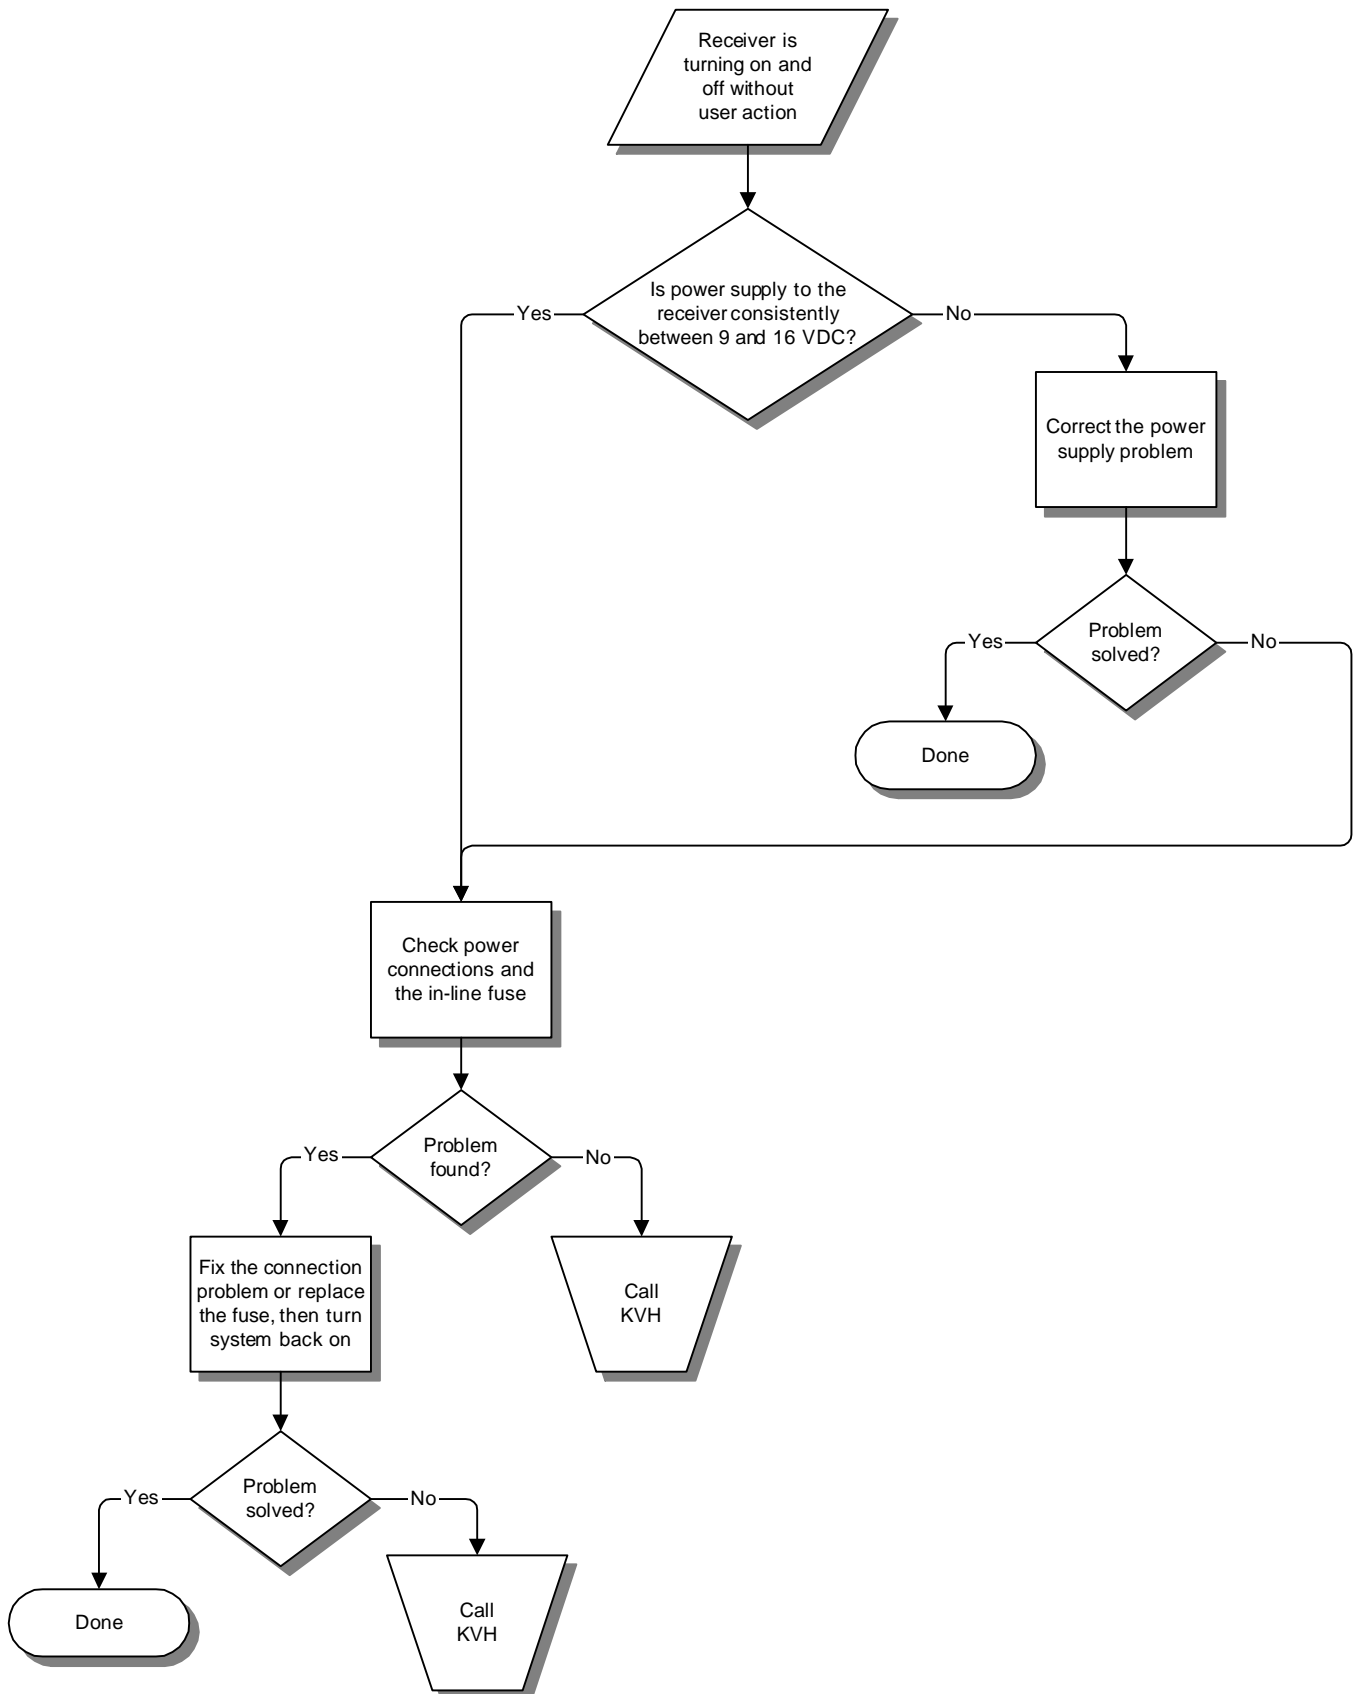 Receiver is
turning on and
off without
user action
Is power supply to the
receiver consistently
between 9 and 16 VDC?
Yes
No
Correct the power
supply problem
Problem
solved?
Yes
No
Done
Check power
connections and
the in-line fuse
Problem
found?
Yes
No
Fix the connection
problem or replace
the fuse, then turn
system back on
Call
KVH
Problem
solved?
Yes
No
Done
Call
KVH